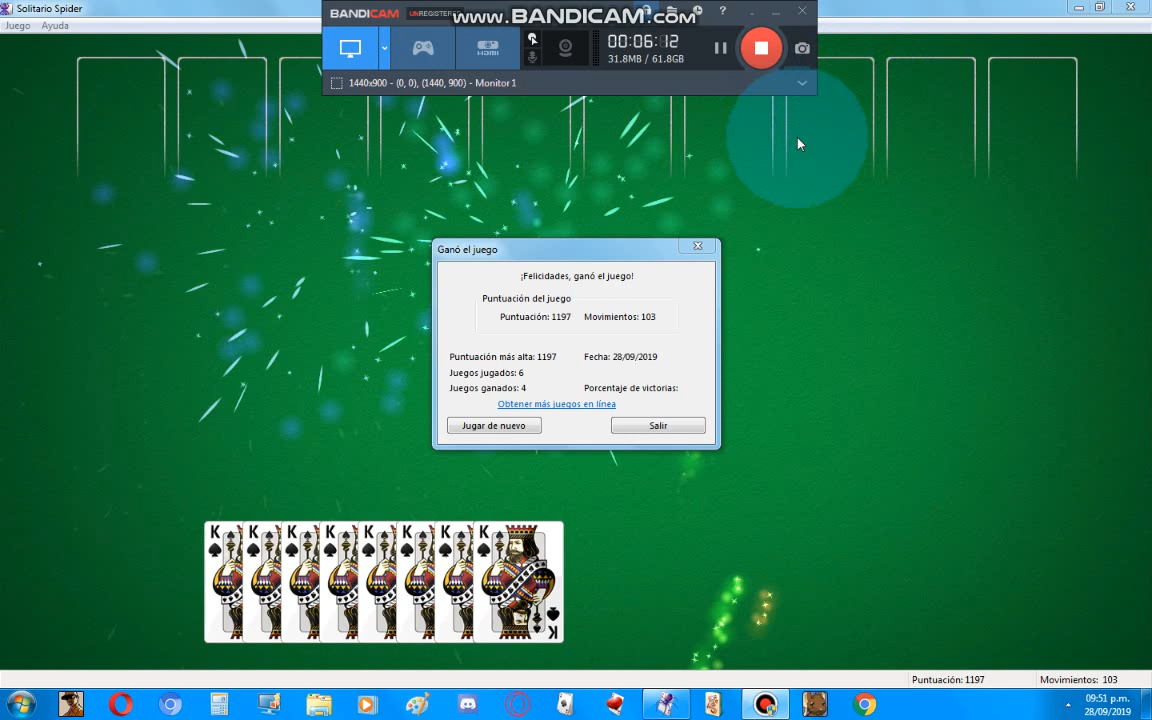 Solitario Spider
Juego Ayuda
BANDICAM UNREGISTERED
www.BANDICAM.com
HDMI
00:06:12
31.8MB / 61.8GB
1440x900 - (0, 0), (1440, 900) - Monitor 1
Ganó el juego
¡Felicidades, ganó el juego!
Puntuación del juego
Puntuación: 1197 Movimientos: 103
Puntuación más alta: 1197 Fecha: 28/09/2019
Juegos jugados: 6
Juegos ganados: 4 Porcentaje de victorias:
Obtener más juegos en línea
Jugar de nuevo Salir
K K K K K K K K
K
Puntuación: 1197 Movimientos: 103
09:51 p.m.
28/09/2019